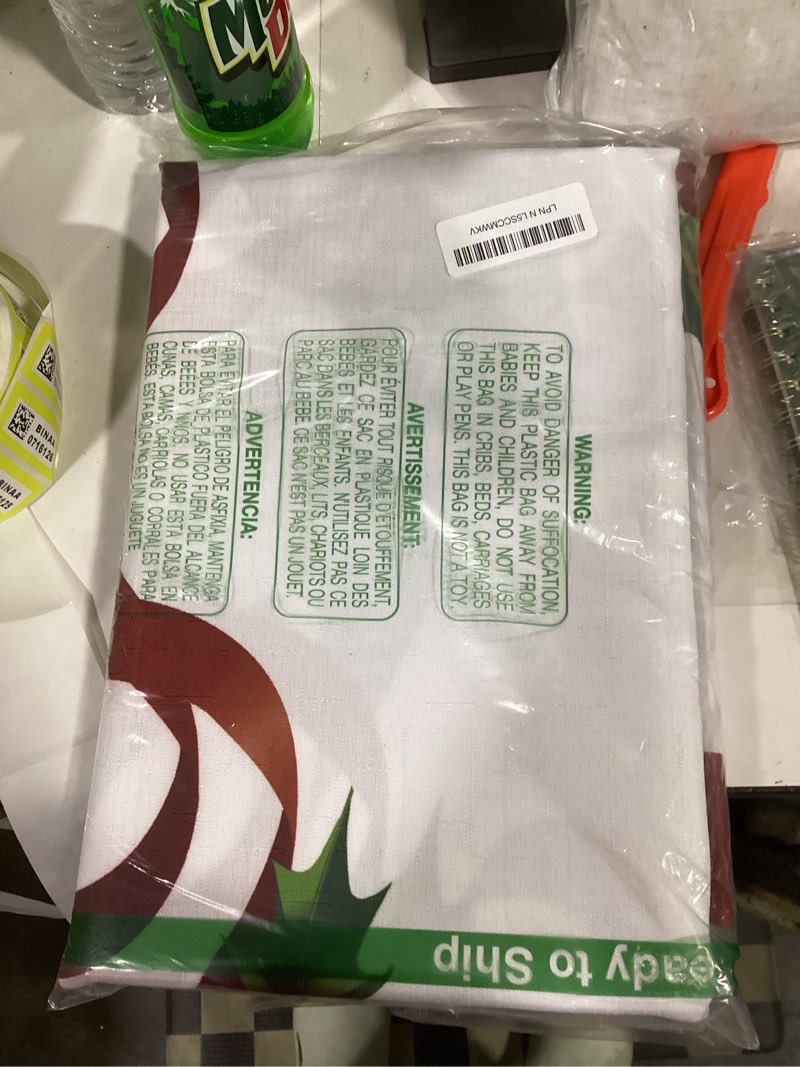 LPN N L5SCCMWKV
WARNING:
TO AVOID DANGER OF SUFFOCATION,
KEEP THIS PLASTIC BAG AWAY FROM
BABIES AND CHILDREN, DO NOT USE
THIS BAG IN CRIBS, BEDS, CARRIAGES
OR PLAY PENS. THIS BAG IS NOT A TOY.
AVERTISSEMENT:
POUR ÉVITER TOUT RISQUE D'ETOUFFEMENT,
GARDEZ CE SAC EN PLASTIQUE LOIN DES
BEBES ET LES ENFANTS. N'UTILISEZ PAS CE
SAC DANS LES BERCEAUX, LITS, CHARIOTS OU
PARC AU BEBE. CE SAC N'EST PAS UN JOUET.
ADVERTENCIA:
PARA EVITAR EL PELIGRO DE ASFIXIA, MANTENGA
ESTA BOLSA DE PLASTICO FUERA DEL ALCANCE
DE BEBES Y NIÑOS. NO USAR ESTA BOLSA EN
CUNAS, CAMAS, CARRIOLAS O CORRALES PARA
BEBES. ESTA BOLSA NO ES UN JUGUETE.
eady to Ship
BINAA
0716126
BINAA